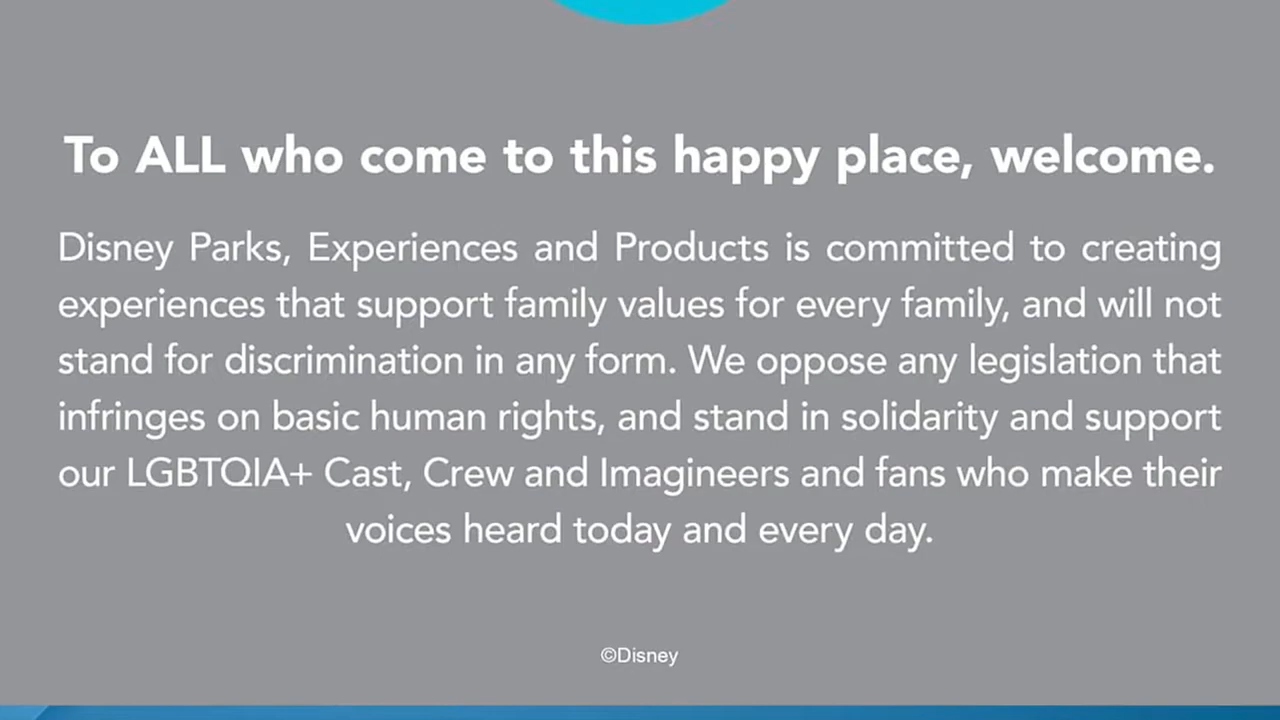 To ALL who come to this happy place, welcome.
Disney Parks, Experiences and Products is committed to creating
experiences that support family values for every family, and will not
stand for discrimination in any form. We oppose any legislation that
infringes on basic human rights, and stand in solidarity and support
our LGBTQIA+ Cast, Crew and Imagineers and fans who make their
voices heard today and every day.
©Disney